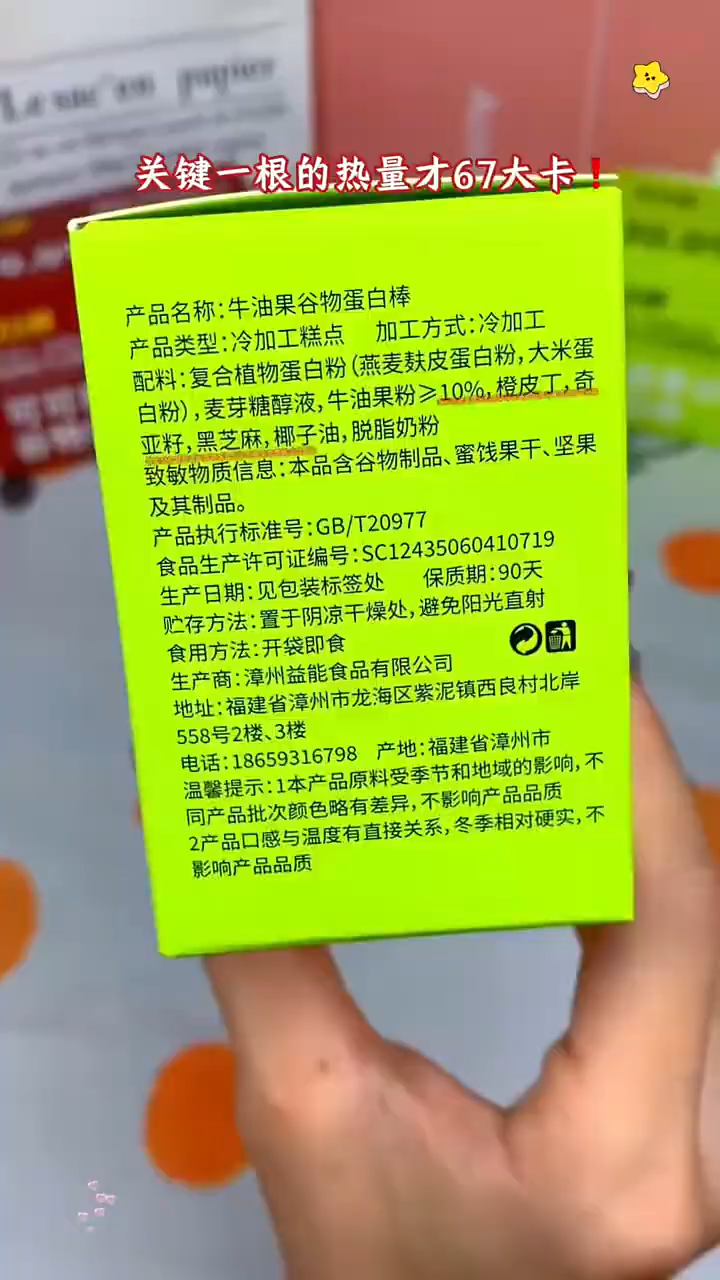 Le suc'en papier
关键一根的热量才67大卡❗
产品名称:牛油果谷物蛋白棒
产品类型:冷加工糕点 加工方式:冷加工
配料:复合植物蛋白粉(燕麦麸皮蛋白粉,大米蛋
白粉),麦芽糖醇液,牛油果粉≥10%,橙皮丁,奇
亚籽,黑芝麻,椰子油,脱脂奶粉
致敏物质信息:本品含谷物制品、蜜饯果干、坚果
及其制品。
产品执行标准号:GB/T20977
食品生产许可证编号:SC12435060410719
生产日期:见包装标签处 保质期:90天
贮存方法:置于阴凉干燥处,避免阳光直射
食用方法:开袋即食
生产商:漳州益能食品有限公司
地址:福建省漳州市龙海区紫泥镇西良村北岸
558号2楼、3楼
电话:18659316798 产地:福建省漳州市
温馨提示:1本产品原料受季节和地域的影响,不
同产品批次颜色略有差异,不影响产品品质
2产品口感与温度有直接关系,冬季相对硬实,不
影响产品品质